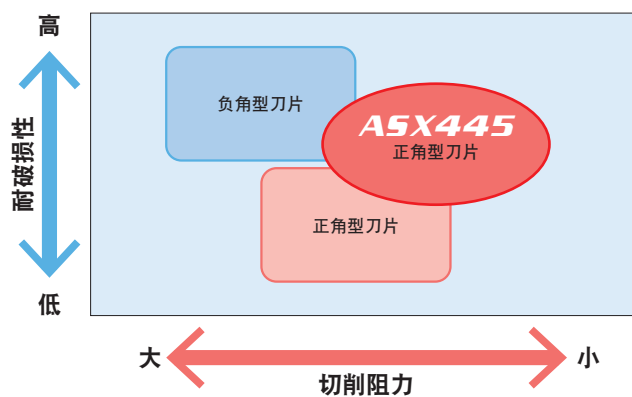 高
耐破损性
低
负角型刀片
ASX445
正角型刀片
正角型刀片
大
小
切削阻力